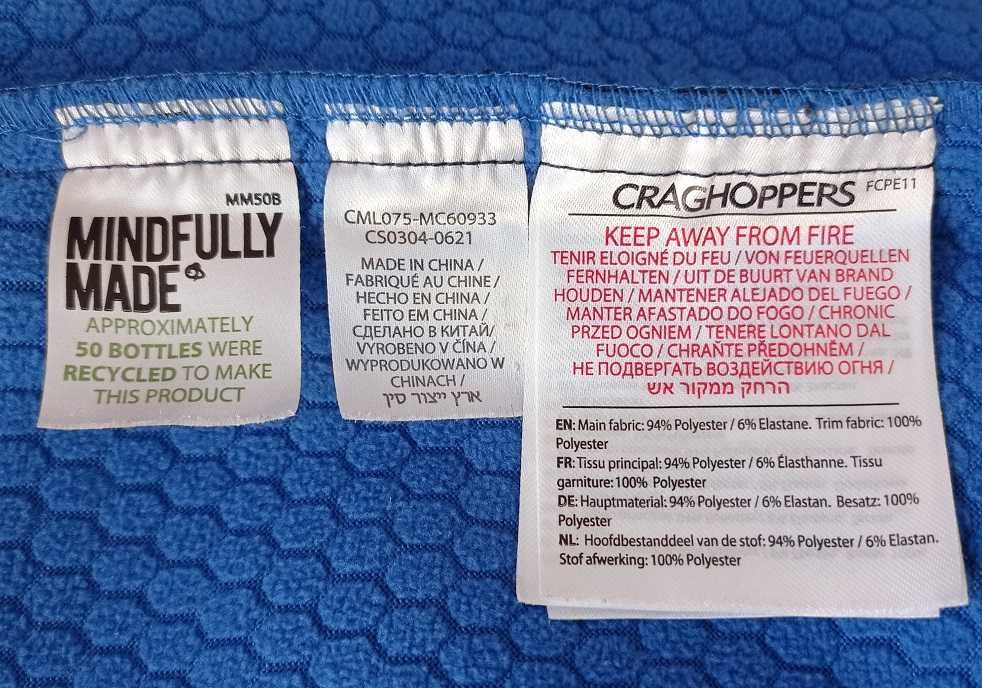 MM50B
MINDFULLY
MADE
APPROXIMATELY
50 BOTTLES WERE
RECYCLED TO MAKE
THIS PRODUCT
CML075-MC60933
CS0304-0621
MADE IN CHINA /
FABRIQUÉ AU CHINE /
HECHO EN CHINA /
FEITO EM CHINA /
СДЕЛАНО В КИТАЙ/
VYROBENO V ČÍNA /
WYPRODUKOWANO W
CHINACH /
ארץ ייצור סין
CRAGHOPPERS FCPE11
KEEP AWAY FROM FIRE
TENIR ELOIGNÉ DU FEU / VON FEUERQUELLEN
FERNHALTEN / UIT DE BUURT VAN BRAND
HOUDEN / MANTENER ALEJADO DEL FUEGO /
MANTER AFASTADO DO FOGO / CHRONIC
PRZED OGNIEM / TENERE LONTANO DAL
FUOCO / CHRAŇTE PŘEDOHNĚM /
НЕ ПОДВЕРГАТЬ ВОЗДЕЙСТВИЮ ОГНЯ /
הרחק ממקור אש
EN: Main fabric: 94% Polyester / 6% Elastane. Trim fabric: 100%
Polyester
FR: Tissu principal: 94% Polyester / 6% Élasthanne. Tissu
garniture: 100% Polyester
DE: Hauptmaterial: 94% Polyester / 6% Elastan. Besatz: 100%
Polyester
NL: Hoofdbestanddeel van de stof: 94% Polyester / 6% Elastan.
Stof afwerking: 100% Polyester